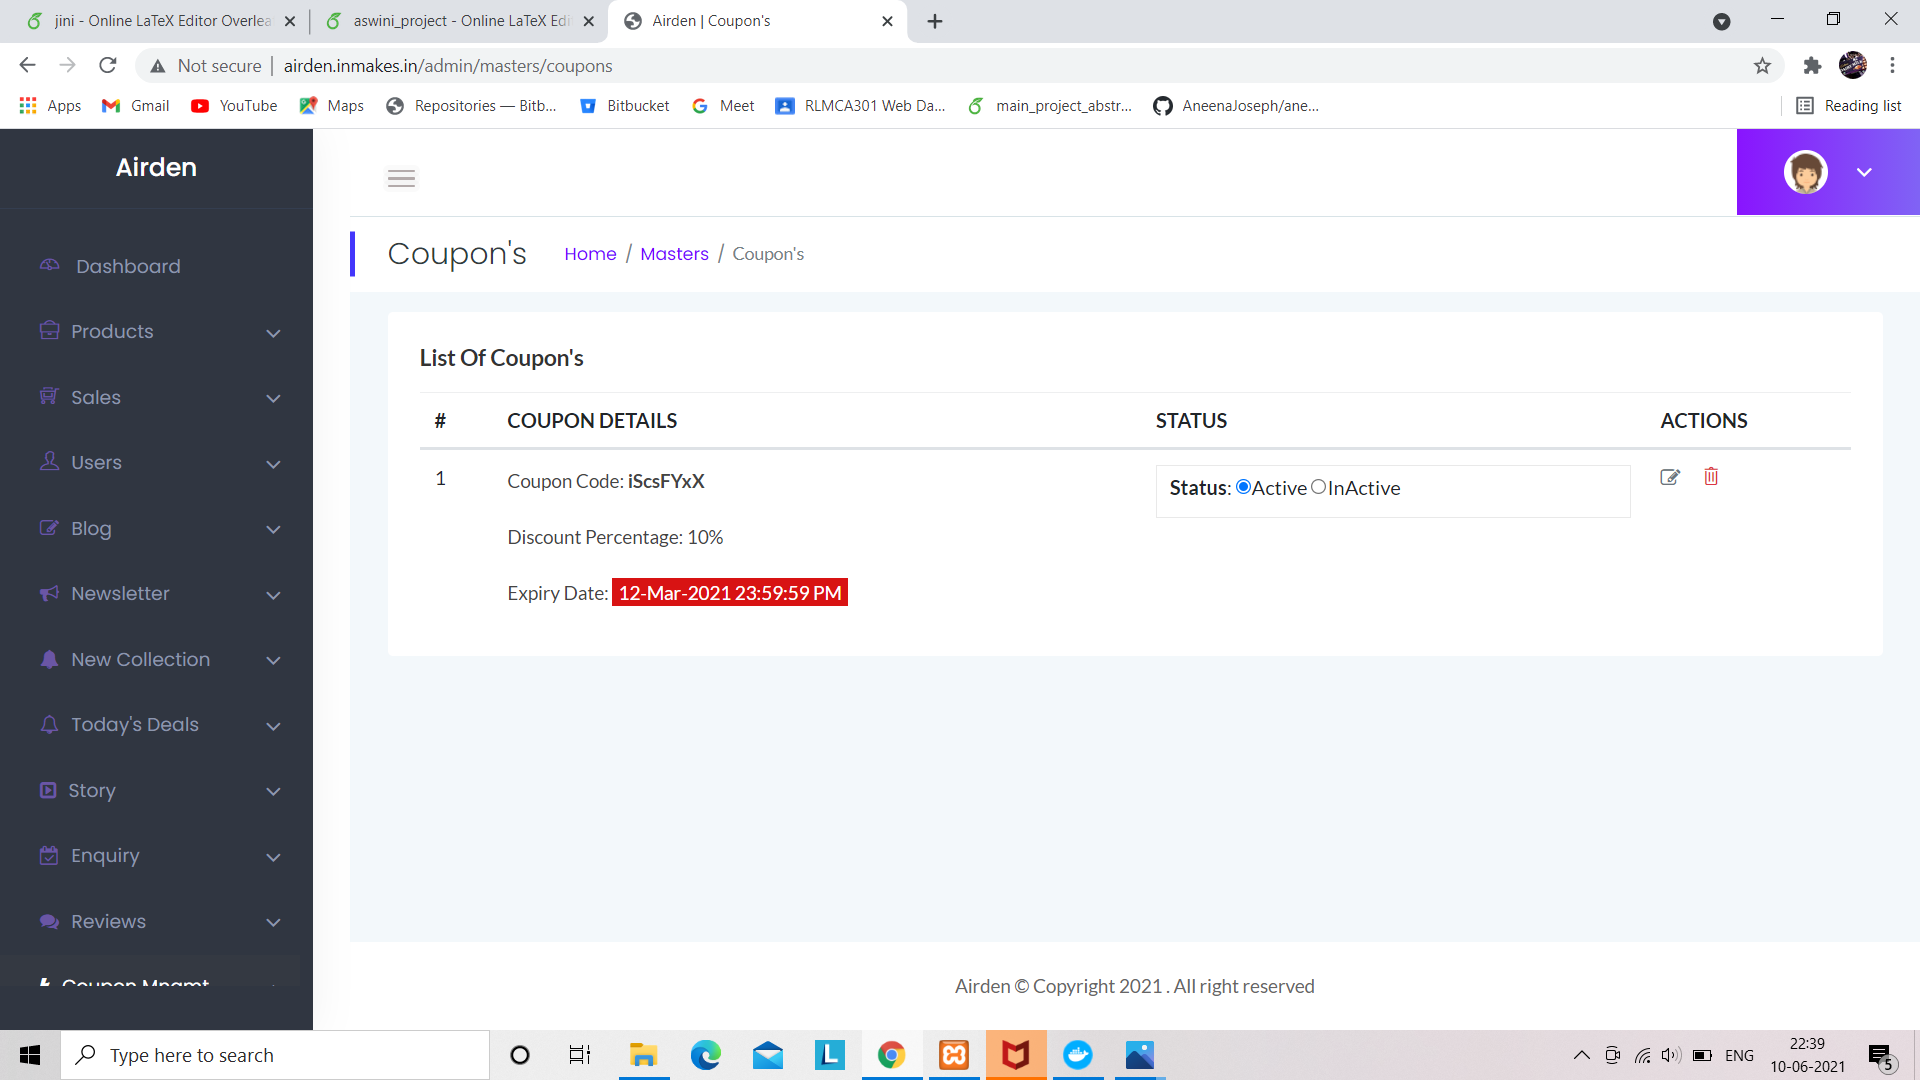 jini - Online LaTeX Editor Overlea
aswini_project - Online LaTeX Edi
Airden | Coupon's
Not secure | airden.inmakes.in/admin/masters/coupons
Apps
Gmail
YouTube
Maps
Repositories — Bitb...
Bitbucket
Meet
RLMCA301 Web Da...
main_project_abstr...
AneenaJoseph/ane...
Reading list
Airden
Dashboard
Products
Sales
Users
Blog
Newsletter
New Collection
Today's Deals
Story
Enquiry
Reviews
Coupon Mngmt
Coupon's
Home / Masters / Coupon's
List Of Coupon's
# COUPON DETAILS STATUS ACTIONS
1 Coupon Code: iScsFYxX Status: Active InActive
Discount Percentage: 10%
Expiry Date: 12-Mar-2021 23:59:59 PM
Airden © Copyright 2021 . All right reserved
Type here to search
L
ENG
22:39
10-06-2021
5